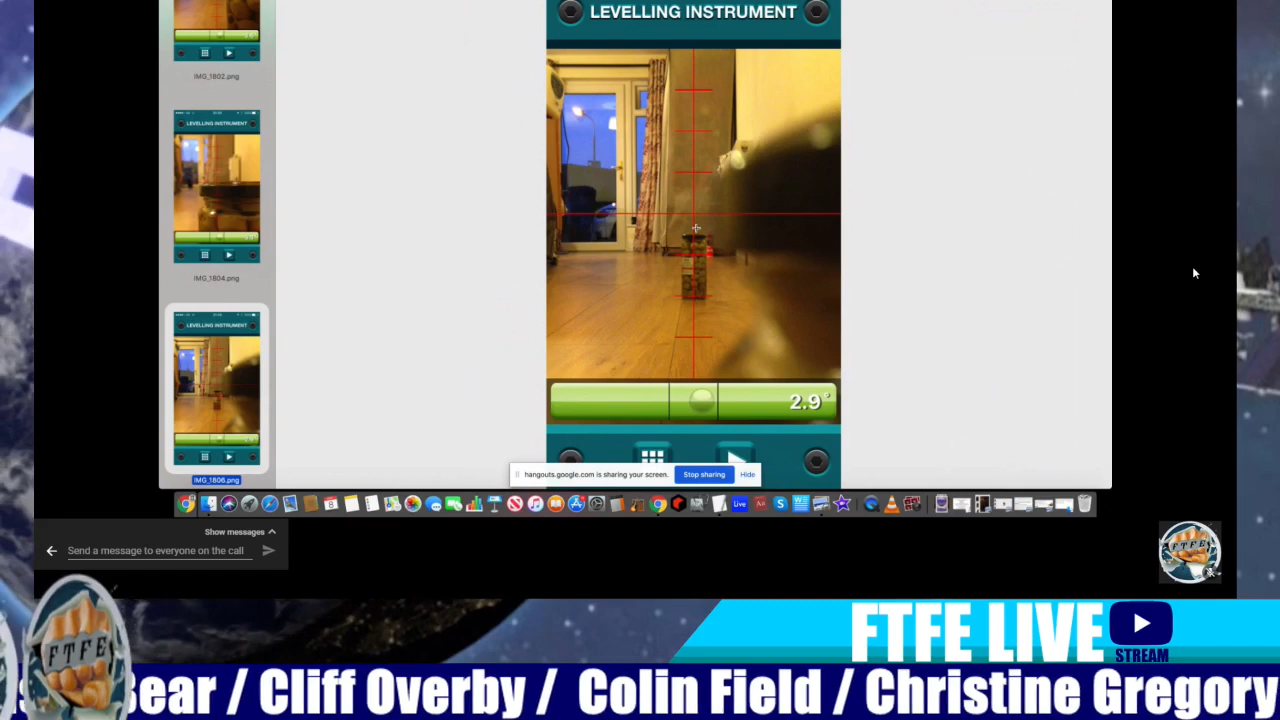 LEVELLING INSTRUMENT
IMG_1802.png
LEVELLING INSTRUMENT
IMG_1804.png
LEVELLING INSTRUMENT
IMG_1806.png
2.9°
hangouts.google.com is sharing your screen. Stop sharing Hide
Show messages
Send a message to everyone on the call
FTFE
FTFE LIVE
STREAM
FTFE
Bear / Cliff Overby / Colin Field / Christine Gregory